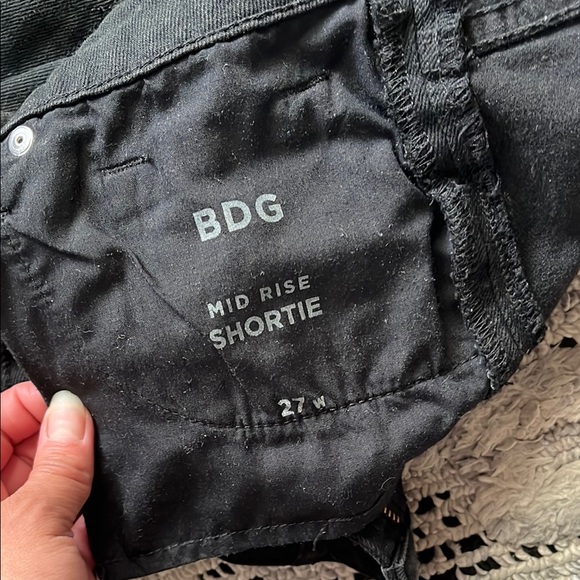 BDG
MID RISE
SHORTIE
27 W